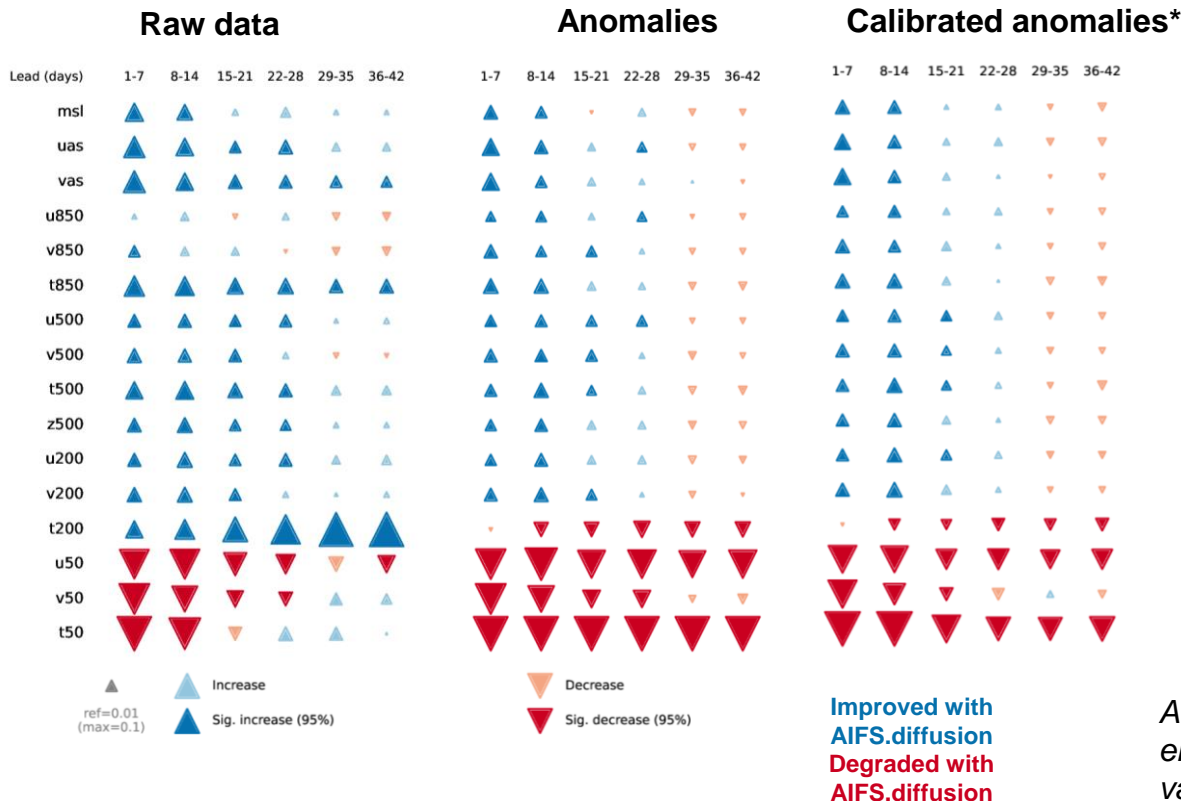 Raw data
Anomalies
Calibrated anomalies*
Lead (days) 1-7 8-14 15-21 22-28 29-35 36-42
1-7 8-14 15-21 22-28 29-35 36-42
1-7 8-14 15-21 22-28 29-35 36-42
msl
uas
vas
u850
v850
t850
u500
v500
t500
z500
u200
v200
t200
u50
v50
t50
ref=0.01
(max=0.1)
Increase
Sig. increase (95%)
Decrease
Sig. decrease (95%)
Improved with
AIFS.diffusion
Degraded with
AIFS.diffusion
A
va